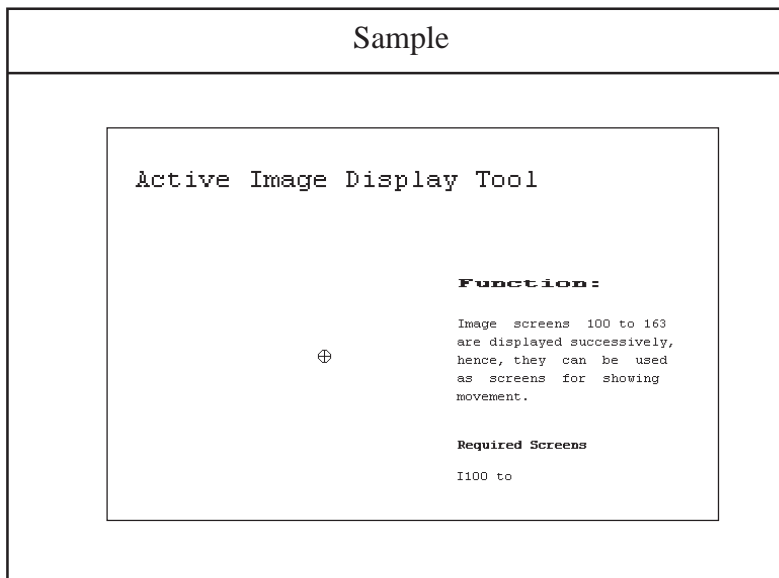 Sample
Active Image Display Tool
Function:
Image screens 100 to 163
are displayed successively,
hence, they can be used
as screens for showing
movement.
Required Screens
I100 to